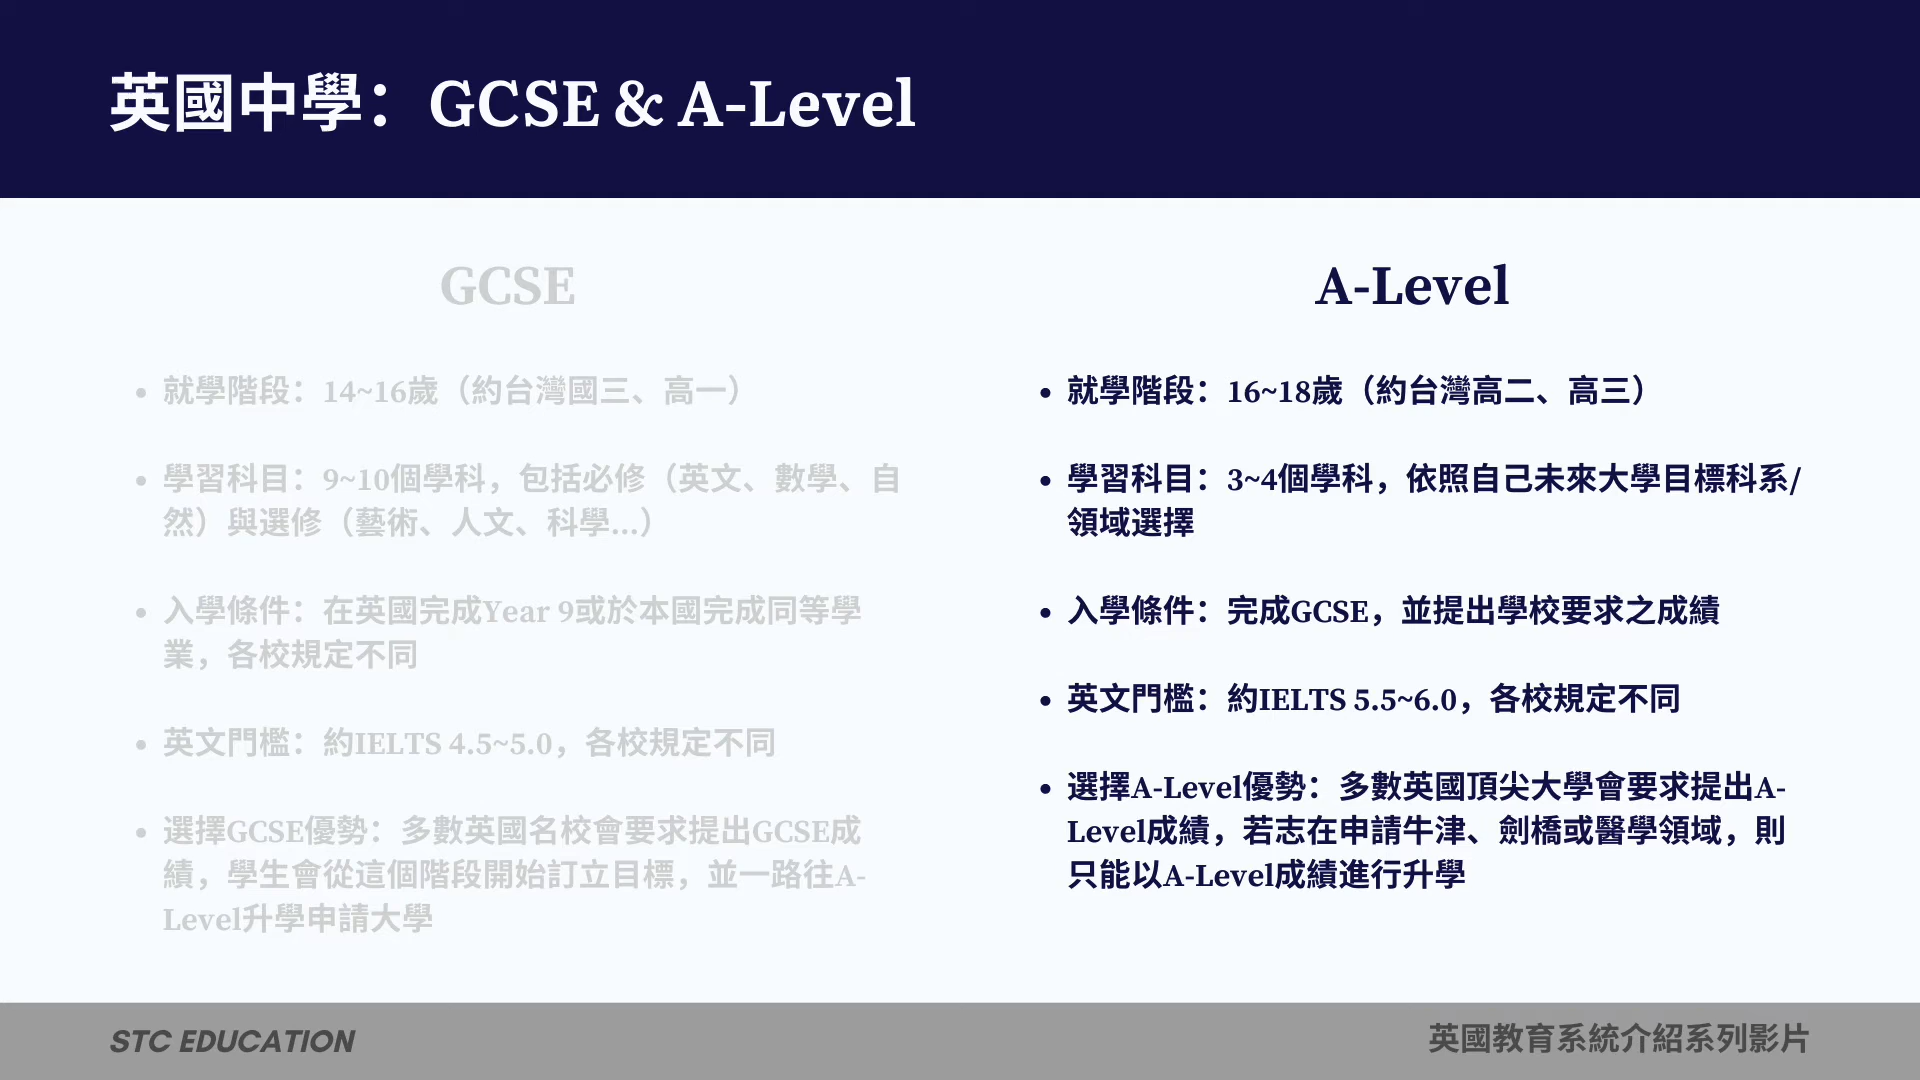 英國中學：GCSE & A-Level
GCSE
• 就學階段：14~16歲（約台灣國三、高一）
• 學習科目：9~10個學科，包括必修（英文、數學、自
然）與選修（藝術、人文、科學...）
• 入學條件：在英國完成Year 9或於本國完成同等學
業，各校規定不同
• 英文門檻：約IELTS 4.5~5.0，各校規定不同
• 選擇GCSE優勢：多數英國名校會要求提出GCSE成
績，學生會從這個階段開始訂立目標，並一路往A-
Level升學申請大學
A-Level
• 就學階段：16~18歲（約台灣高二、高三）
• 學習科目：3~4個學科，依照自己未來大學目標科系/
領域選擇
• 入學條件：完成GCSE，並提出學校要求之成績
• 英文門檻：約IELTS 5.5~6.0，各校規定不同
• 選擇A-Level優勢：多數英國頂尖大學會要求提出A-
Level成績，若志在申請牛津、劍橋或醫學領域，則
只能以A-Level成績進行升學
STC EDUCATION
英國教育系統介紹系列影片